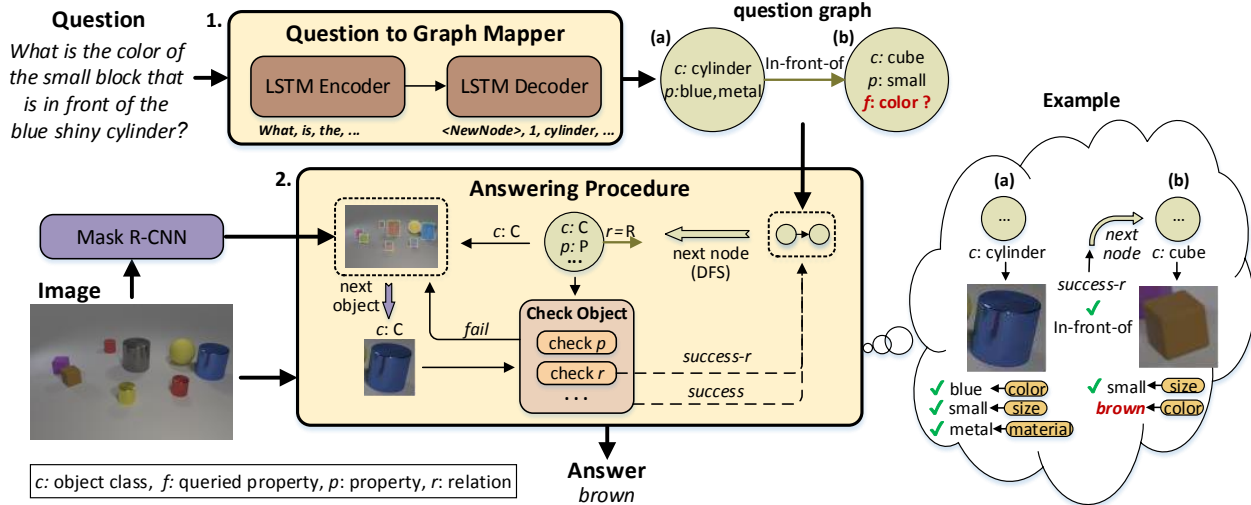 Question
What is the color of
the small block that
is in front of the
blue shiny cylinder?
1.
Question to Graph Mapper
LSTM Encoder
LSTM Decoder
What, is, the, ...
<NewNode>, 1, cylinder, ...
question graph
(a)
c: cylinder
p:blue,metal
In-front-of
(b)
c: cube
p: small
f: color ?
2.
Answering Procedure
Mask R-CNN
Image
c: C
c: C
p: P
...
r = R
next node
(DFS)
next
object
c: C
fail
Check Object
check p
check r
...
success-r
success
Answer
brown
c: object class, f: queried property, p: property, r: relation
Example
(a)
...
c: cylinder
next
node
success-r
✓
In-front-of
(b)
...
c: cube
✓ blue
color
✓ small
size
✓ metal
material
✓ small
size
brown
color